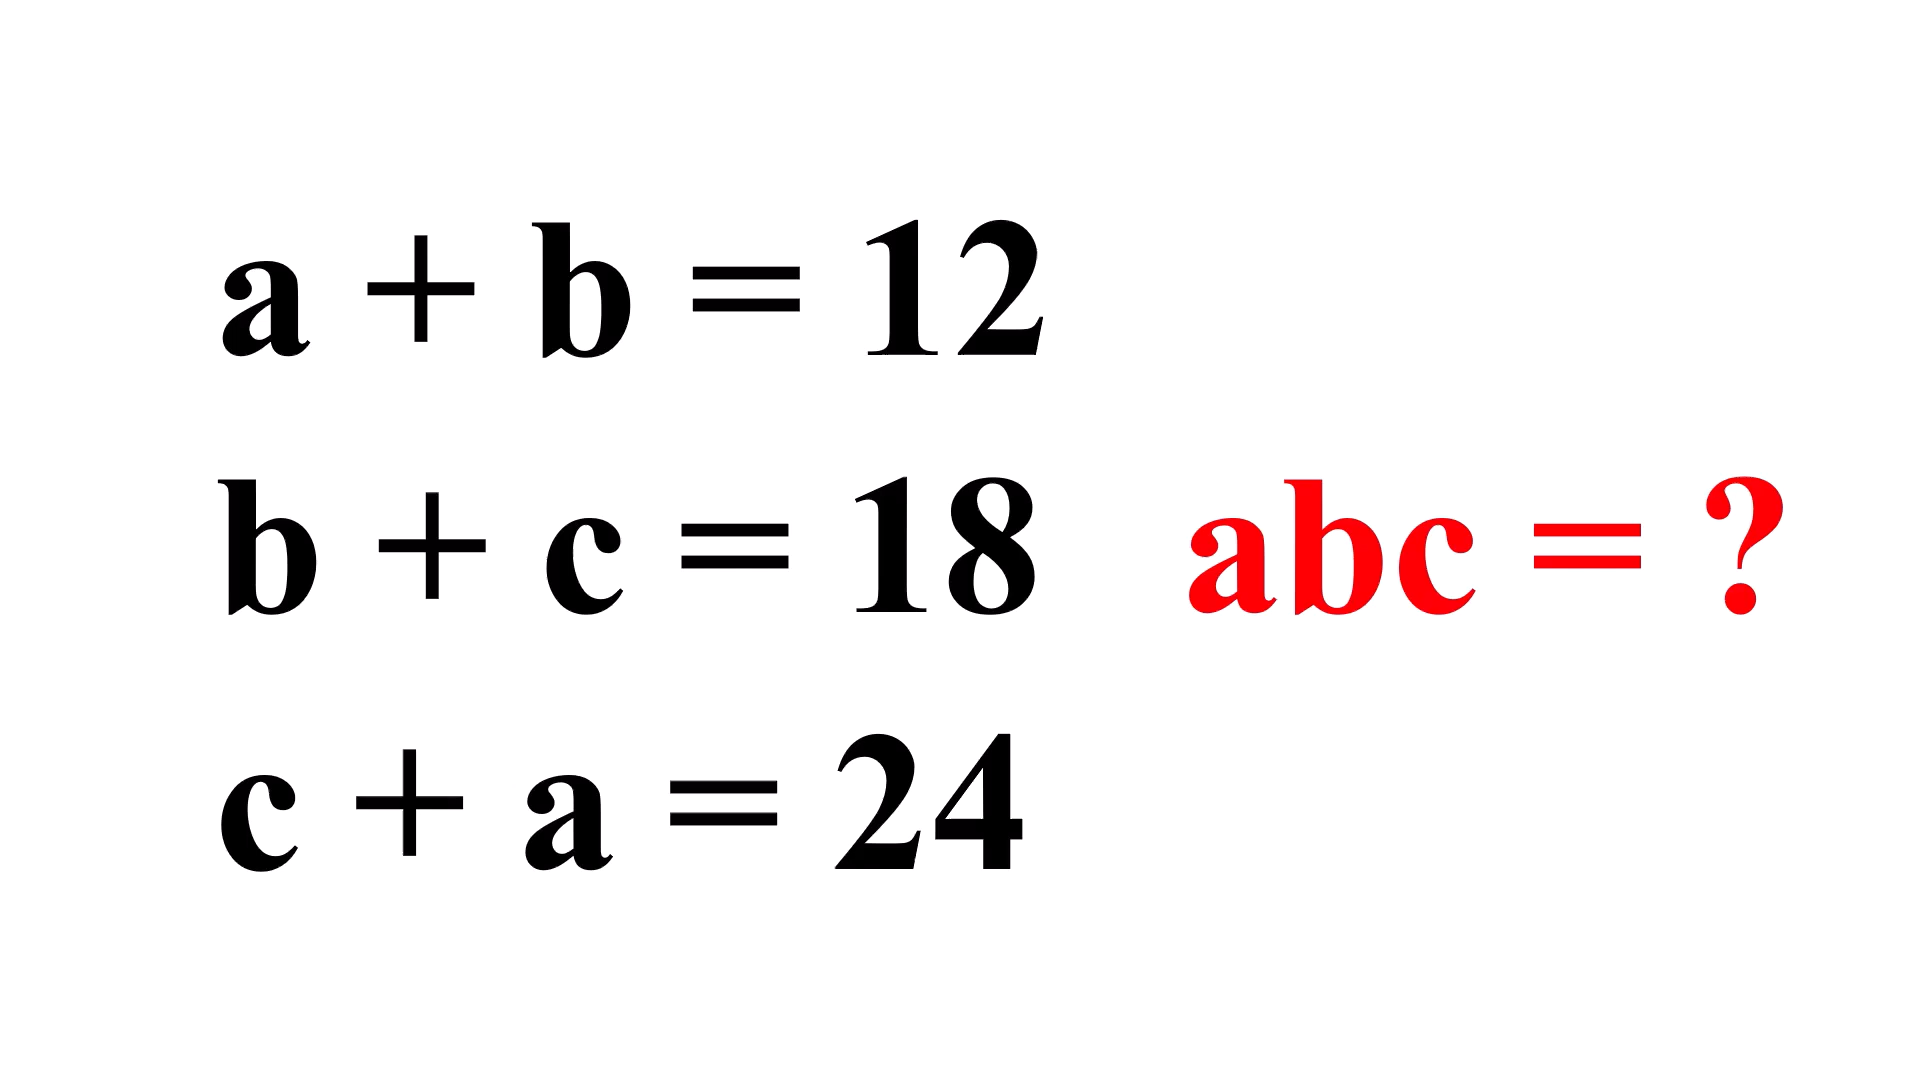 a + b = 12
b + c = 18 abc = ?
c + a = 24